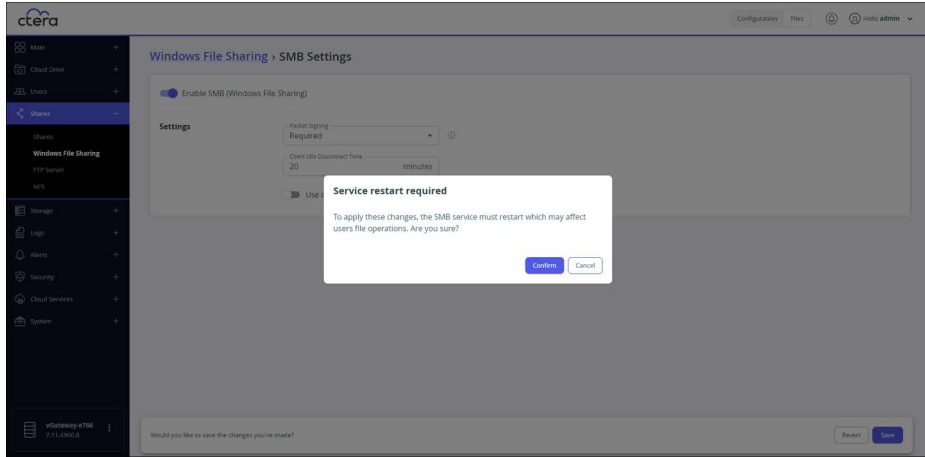 ctera
Configuration Files Hello admin
Main
Cloud Drive
Users
Shares
Shares
Windows File Sharing
FTP Server
NFS
Storage
Logs
Alerts
Security
Cloud Services
System
vGateway-e766
7.11.4900.8
Windows File Sharing › SMB Settings
Enable SMB (Windows File Sharing)
Settings
Packet Signing
Required
Client Idle Disconnect Time
20 minutes
Use
Service restart required
To apply these changes, the SMB service must restart which may affect
users file operations. Are you sure?
Confirm Cancel
Would you like to save the changes you've made?
Revert Save